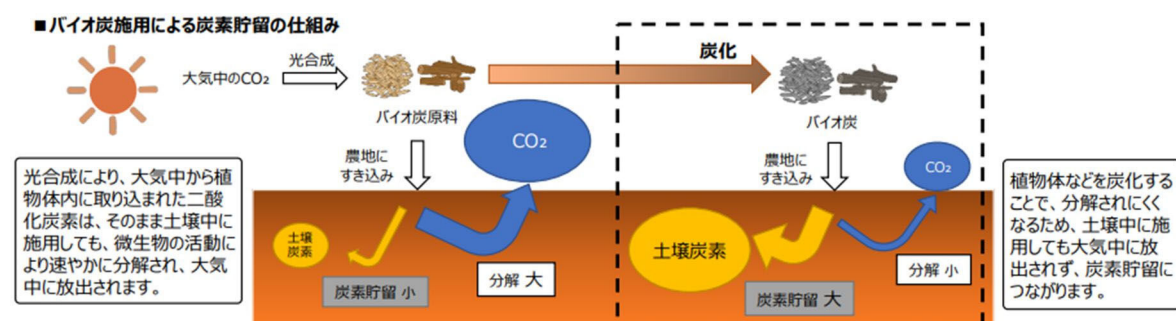 ■バイオ炭施用による炭素貯留の仕組み
大気中のCO₂
光合成
バイオ炭原料
炭化
バイオ炭
農地に
すき込み
CO₂
農地に
すき込み
CO₂
光合成により、大気中から植
物体内に取り込まれた二酸
化炭素は、そのまま土壌中に
施用しても、微生物の活動に
より速やかに分解され、大気
中に放出されます。
土壌
炭素
炭素貯留 小
分解 大
土壌炭素
炭素貯留 大
分解 小
植物体などを炭化する
ことで、分解されにくく
なるため、土壌中に施
用しても大気中に放
出されず、炭素貯留に
つながります。